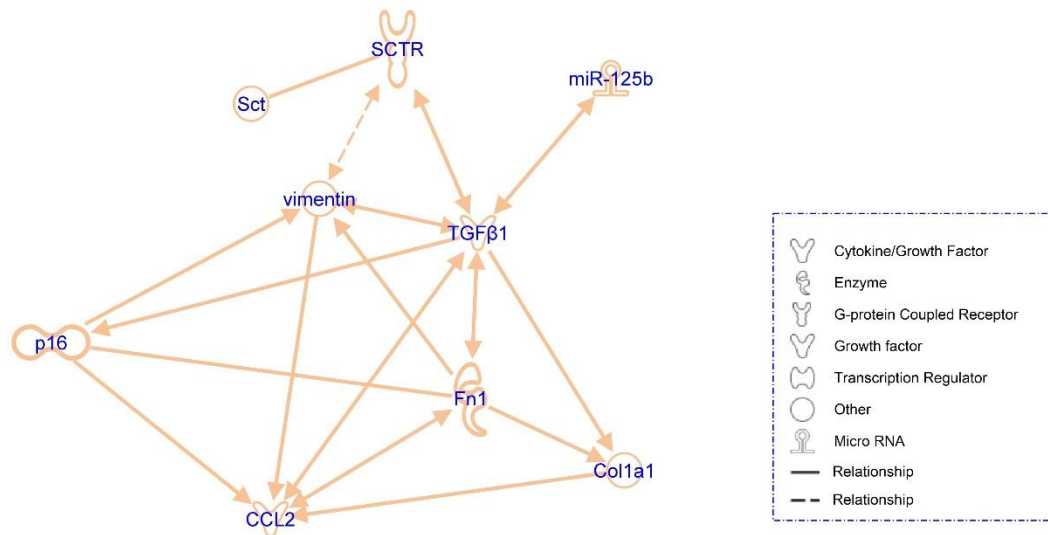 SCTR
miR-125b
Sct
vimentin
TGFβ1
p16
Fn1
Col1a1
CCL2
Cytokine/Growth Factor
Enzyme
G-protein Coupled Receptor
Growth factor
Transcription Regulator
Other
Micro RNA
Relationship
Relationship